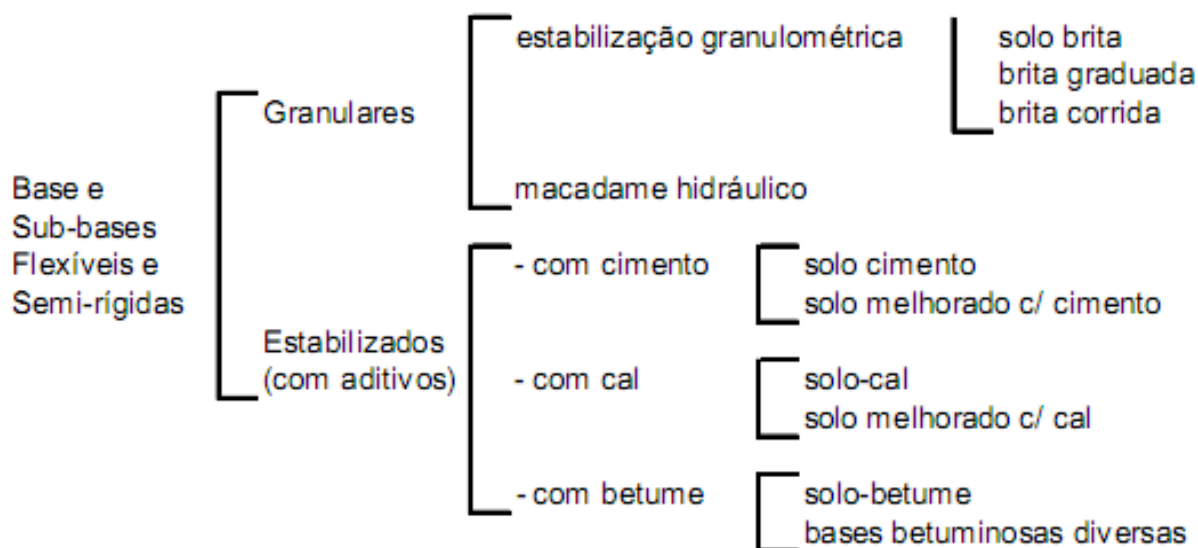 Base e
Sub-bases
Flexíveis e
Semi-rígidas
Granulares
estabilização granulométrica
solo brita
brita graduada
brita corrida
macadame hidráulico
Estabilizados
(com aditivos)
- com cimento
solo cimento
solo melhorado c/ cimento
- com cal
solo-cal
solo melhorado c/ cal
- com betume
solo-betume
bases betuminosas diversas